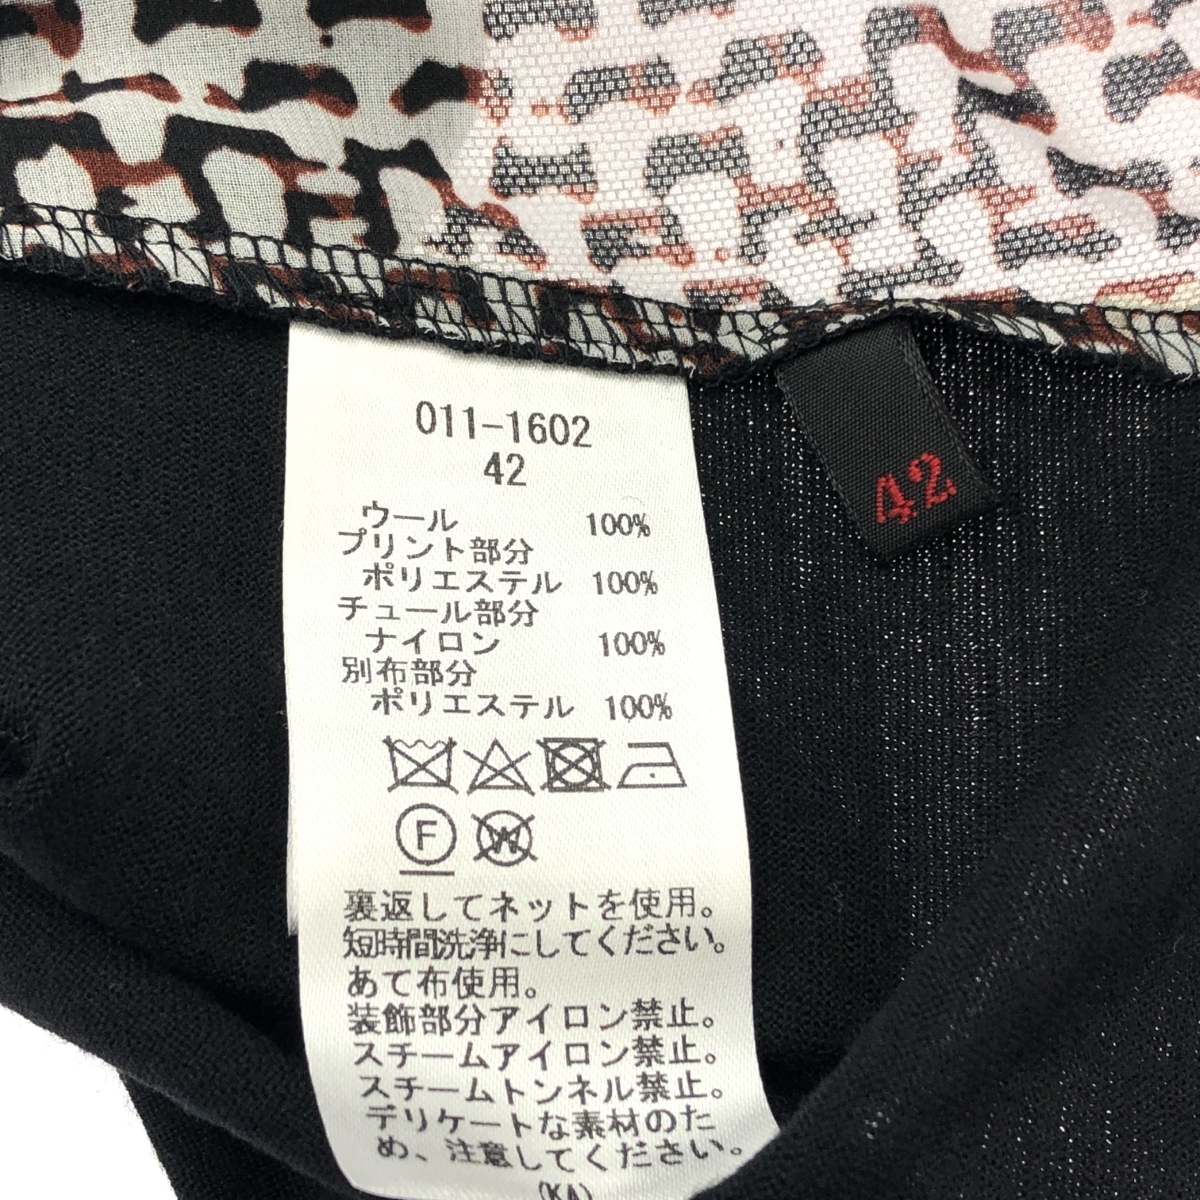 011-1602
42
ウール 100%
プリント部分
ポリエステル 100%
チュール部分
ナイロン 100%
別布部分
ポリエステル 100%
F W
裏返してネットを使用。
短時間洗浄にしてください。
あて布使用。
装飾部分アイロン禁止。
スチームアイロン禁止。
スチームトンネル禁止。
デリケートな素材のた
め、注意してください。
(KA)
42